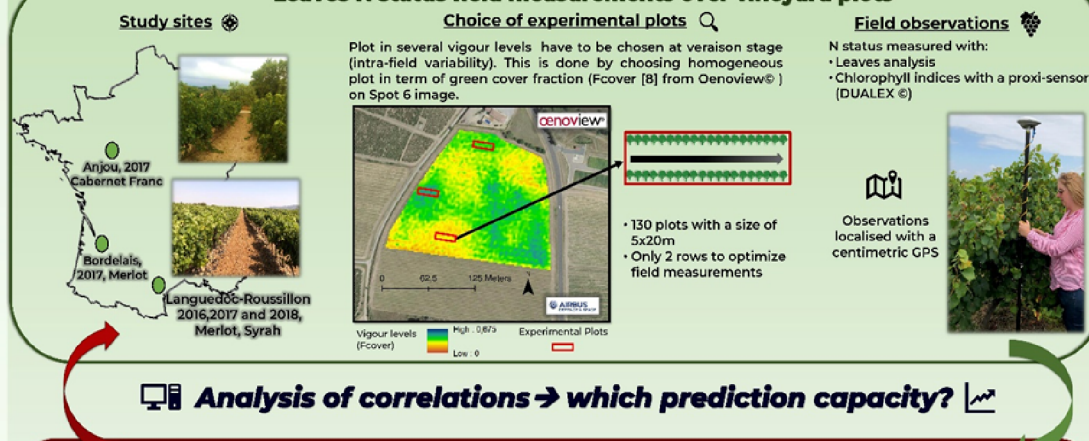 Leaves N status field measurements over vineyard plots
Study sites
Choice of experimental plots
Field observations
Plot in several vigour levels have to be chosen at veraison stage
(intra-field variability). This is done by choosing homogeneous
plot in term of green cover fraction (Fcover [8] from Oenoview© )
on Spot 6 image.
N status measured with:
• Leaves analysis
• Chlorophyll indices with a proxi-sensor
(DUALEX ©)
œnoview®
Anjou, 2017
Cabernet Franc
Bordelais,
2017, Merlot
Languedoc-Roussillon
2016,2017 and 2018,
Merlot, Syrah
0 62,5 125 Meters
AIRBUS
Vigour levels
(Fcover)
High : 0,675
Low : 0
Experimental Plots
• 130 plots with a size of
5x20m
• Only 2 rows to optimize
field measurements
Observations
localised with a
centimetric GPS
Analysis of correlations → which prediction capacity?